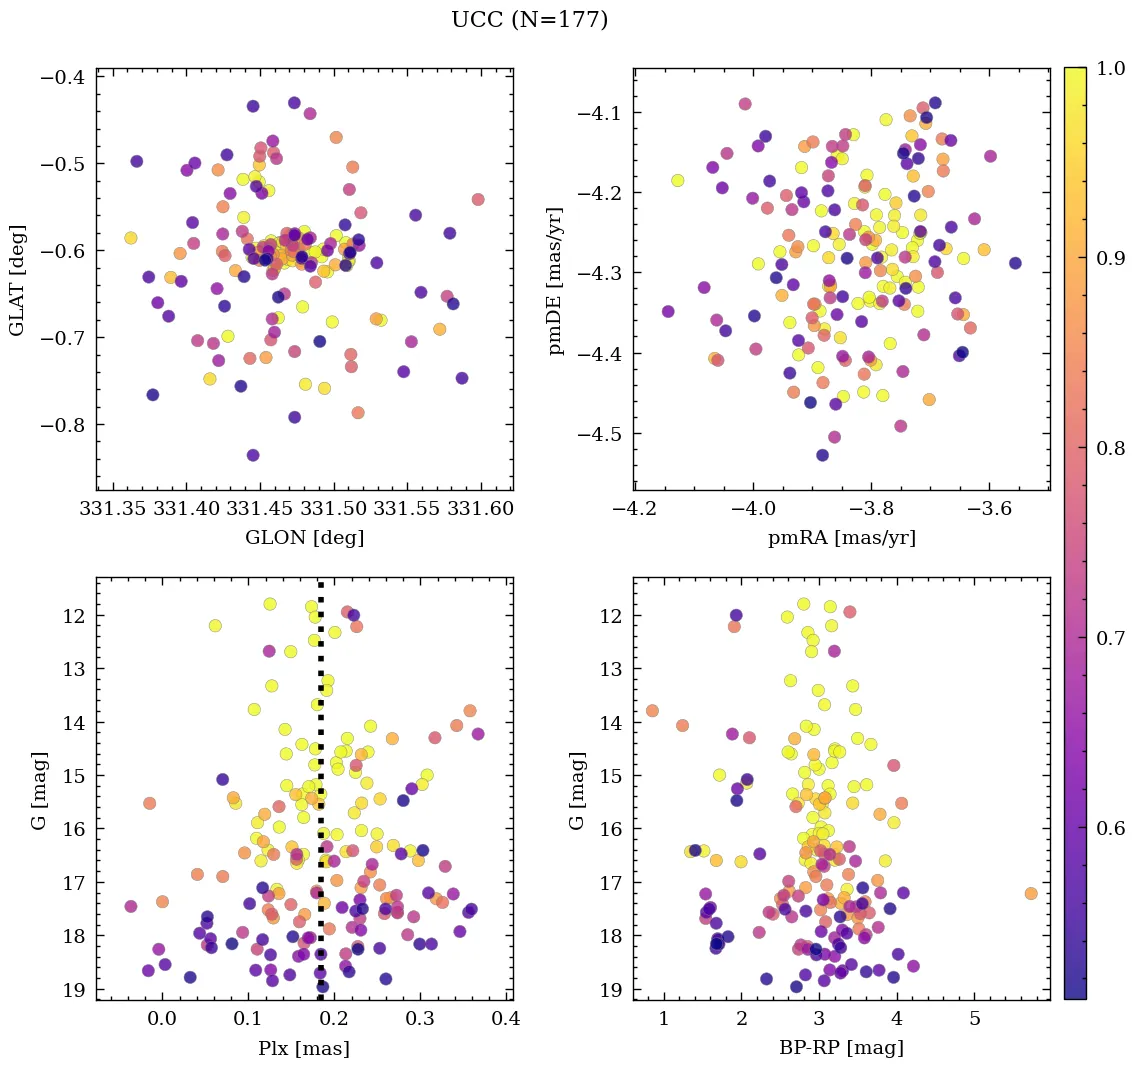 UCC (N=177)
−0.4
−0.5
−0.6
−0.7
−0.8
GLAT [deg]
331.35 331.40 331.45 331.50 331.60
GLON [deg]
−4.1
−4.2
−4.3
−4.4
−4.5
pmDE [mas/yr]
−4.2 −4.0 −3.8 −3.6
pmRA [mas/yr]
1.0
0.9
0.8
0.7
0.6
12
13
14
15
16
17
18
19
G [mag]
0.0 0.1 0.2 0.3 0.4
Plx [mas]
12
13
14
15
16
17
18
19
G [mag]
1 2 3 4 5
BP-RP [mag]